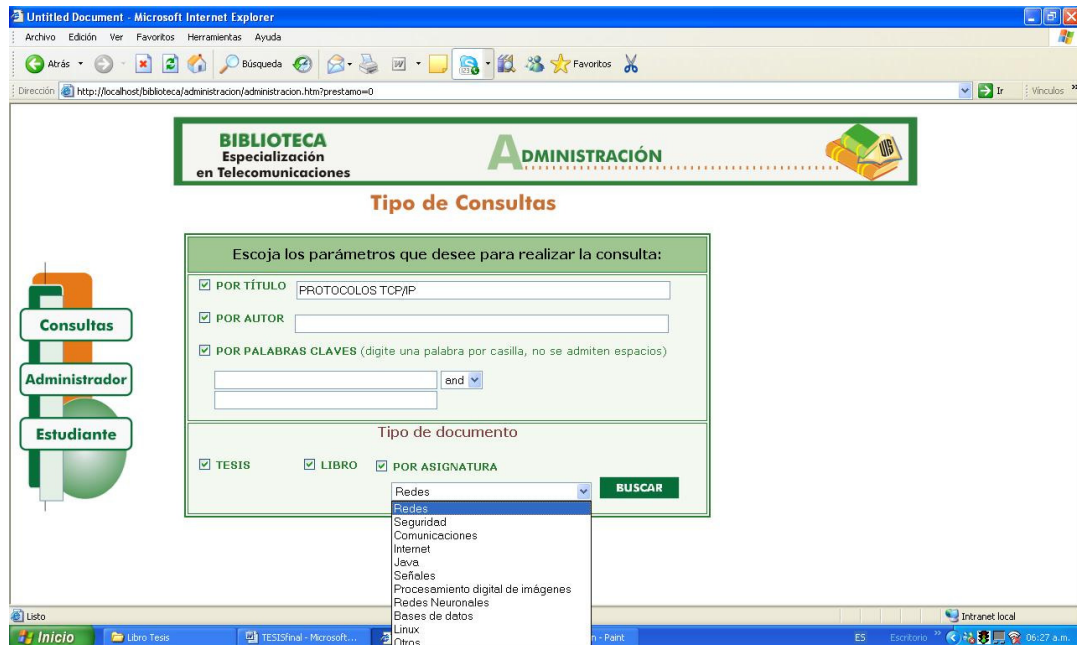 Untitled Document - Microsoft Internet Explorer
Archivo Edición Ver Favoritos Herramientas Ayuda
Atrás Búsqueda Favoritos
Dirección http://localhost/biblioteca/administracion/administracion.htm?prestamo=0 Ir Vínculos »
BIBLIOTECA
Especialización
en Telecomunicaciones
ADMINISTRACIÓN
UIS
Tipo de Consultas
Escoja los parámetros que desee para realizar la consulta:
POR TÍTULO PROTOCOLOS TCP/IP
POR AUTOR
POR PALABRAS CLAVES (digite una palabra por casilla, no se admiten espacios)
and
Consultas
Administrador
Estudiante
Tipo de documento
TESIS LIBRO POR ASIGNATURA
Redes BUSCAR
Redes
Seguridad
Comunicaciones
Internet
Java
Señales
Procesamiento digital de imágenes
Redes Neuronales
Bases de datos
Linux
Otros
Listo Intranet local
Inicio Libro Tesis TESISfinal - Microsoft... n - Paint ES Escritorio » 06:27 a.m.